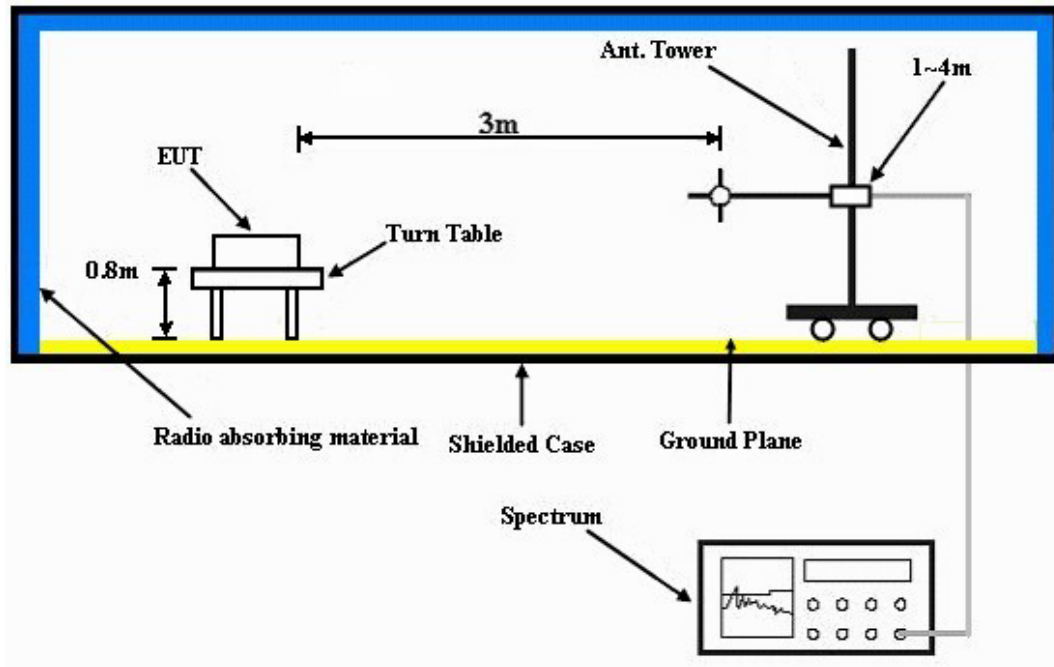 Ant. Tower
1~4m
3m
EUT
Turn Table
0.8m
Radio absorbing material
Shielded Case
Ground Plane
Spectrum